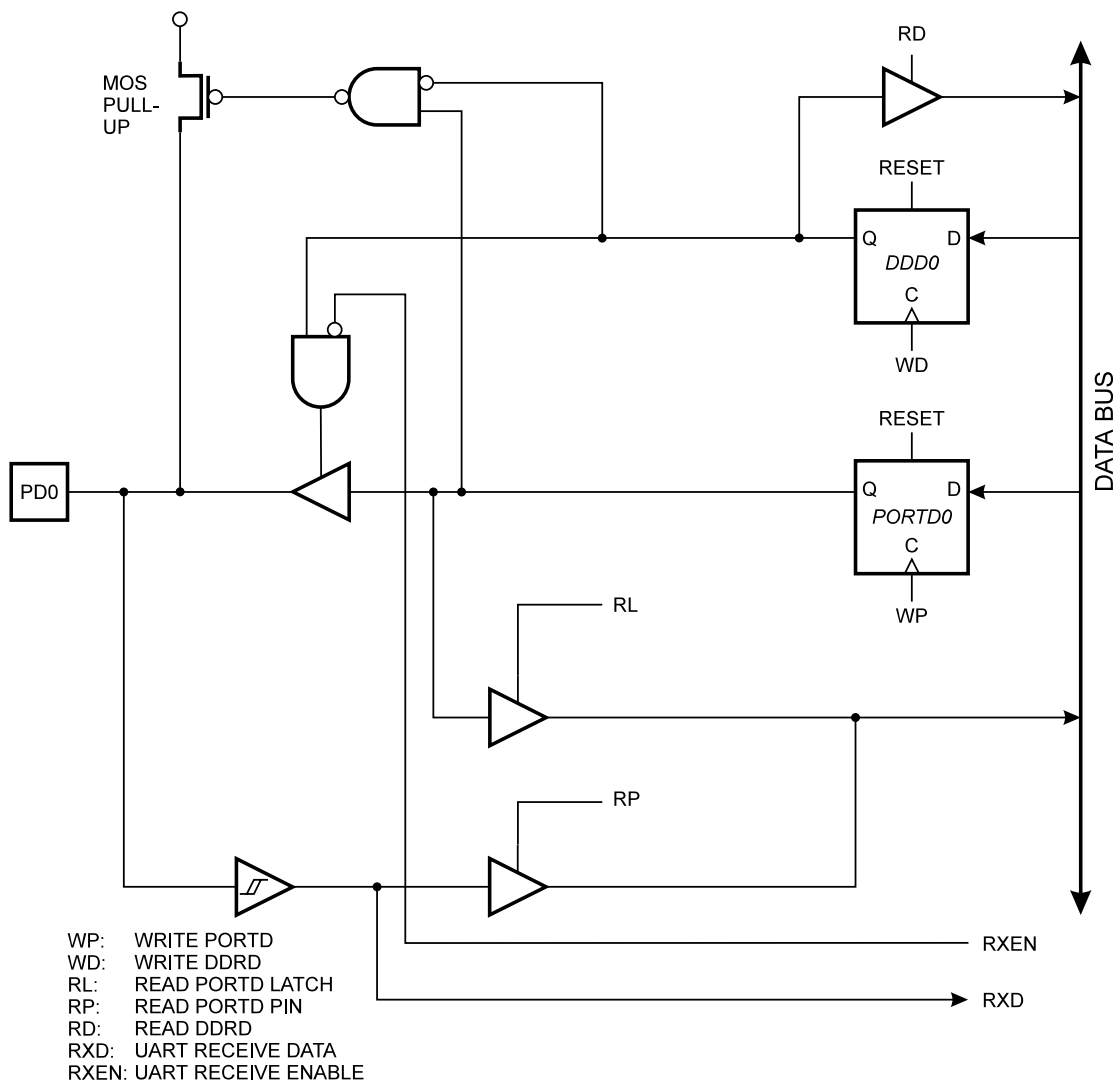 RD
MOS
PULL-
UP
RESET
Q
D
DDD0
C
WD
RESET
PD0
Q
D
PORTD0
C
WP
DATA BUS
RL
RP
WP: WRITE PORTD
WD: WRITE DDRD
RL: READ PORTD LATCH
RP: READ PORTD PIN
RD: READ DDRD
RXD: UART RECEIVE DATA
RXEN: UART RECEIVE ENABLE
RXEN
RXD